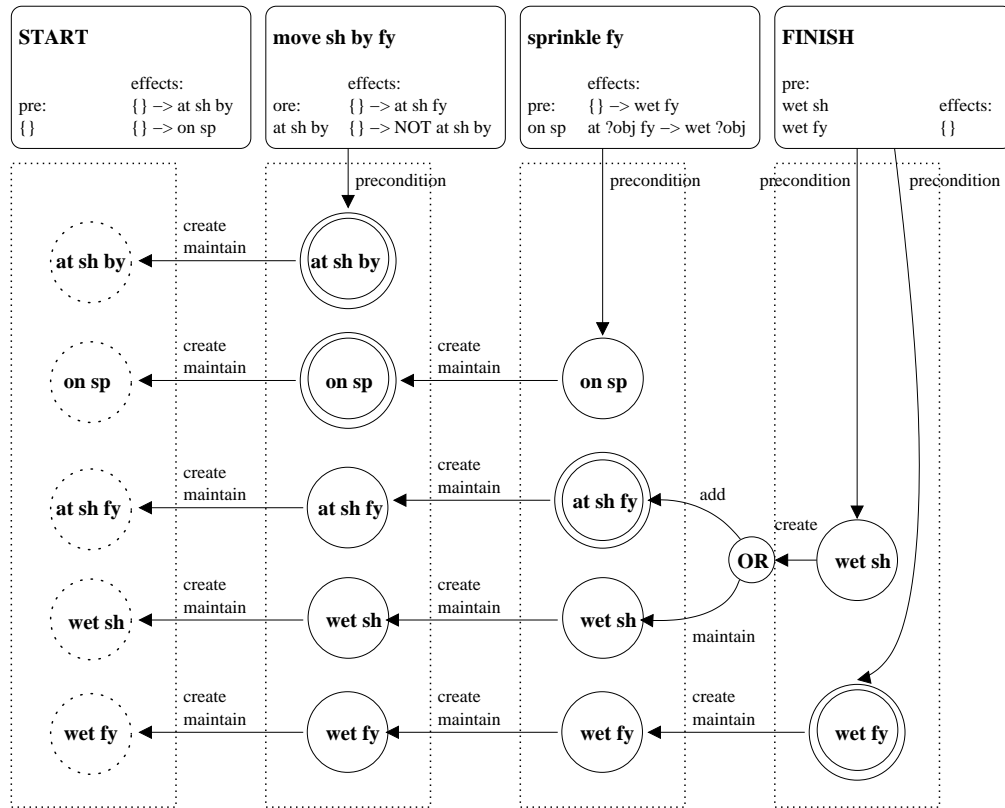 START
effects:
pre: { } –> at sh by
{ } { } –> on sp
move sh by fy
effects:
ore: { } –> at sh fy
at sh by { } –> NOT at sh by
sprinkle fy
effects:
pre: { } –> wet fy
on sp at ?obj fy –> wet ?obj
FINISH
pre:
wet sh effects:
wet fy { }
precondition precondition precondition precondition
create
maintain
at sh by at sh by
create create
maintain maintain
on sp on sp on sp
create create
maintain maintain add
at sh fy at sh fy at sh fy
create
OR wet sh
create create
maintain maintain
wet sh wet sh wet sh
maintain
create create create
maintain maintain maintain
wet fy wet fy wet fy wet fy